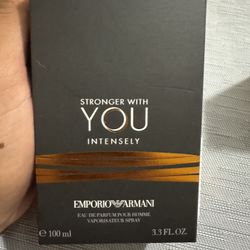 STRONGER WITH
YOU
INTENSELY
EMPORIO ARMANI
EAU DE PARFUM POUR HOMME
VAPORISATEUR SPRAY
e 100 ml 3.3 FL.OZ.